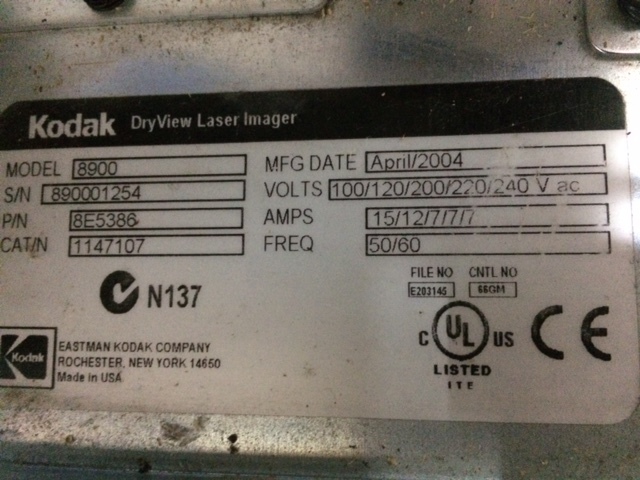 Kodak DryView Laser Imager
MODEL 8900 MFG DATE April/2004
S/N 890001254 VOLTS 100/120/200/220/240 V ac
P/N 8E5386 AMPS 15/12/7/7/7
CAT/N 1147107 FREQ 50/60
FILE NO CNTL NO
E203145 66GM
N137
C UL US CE
LISTED
ITE
Kodak
EASTMAN KODAK COMPANY
ROCHESTER, NEW YORK 14650
Made in USA